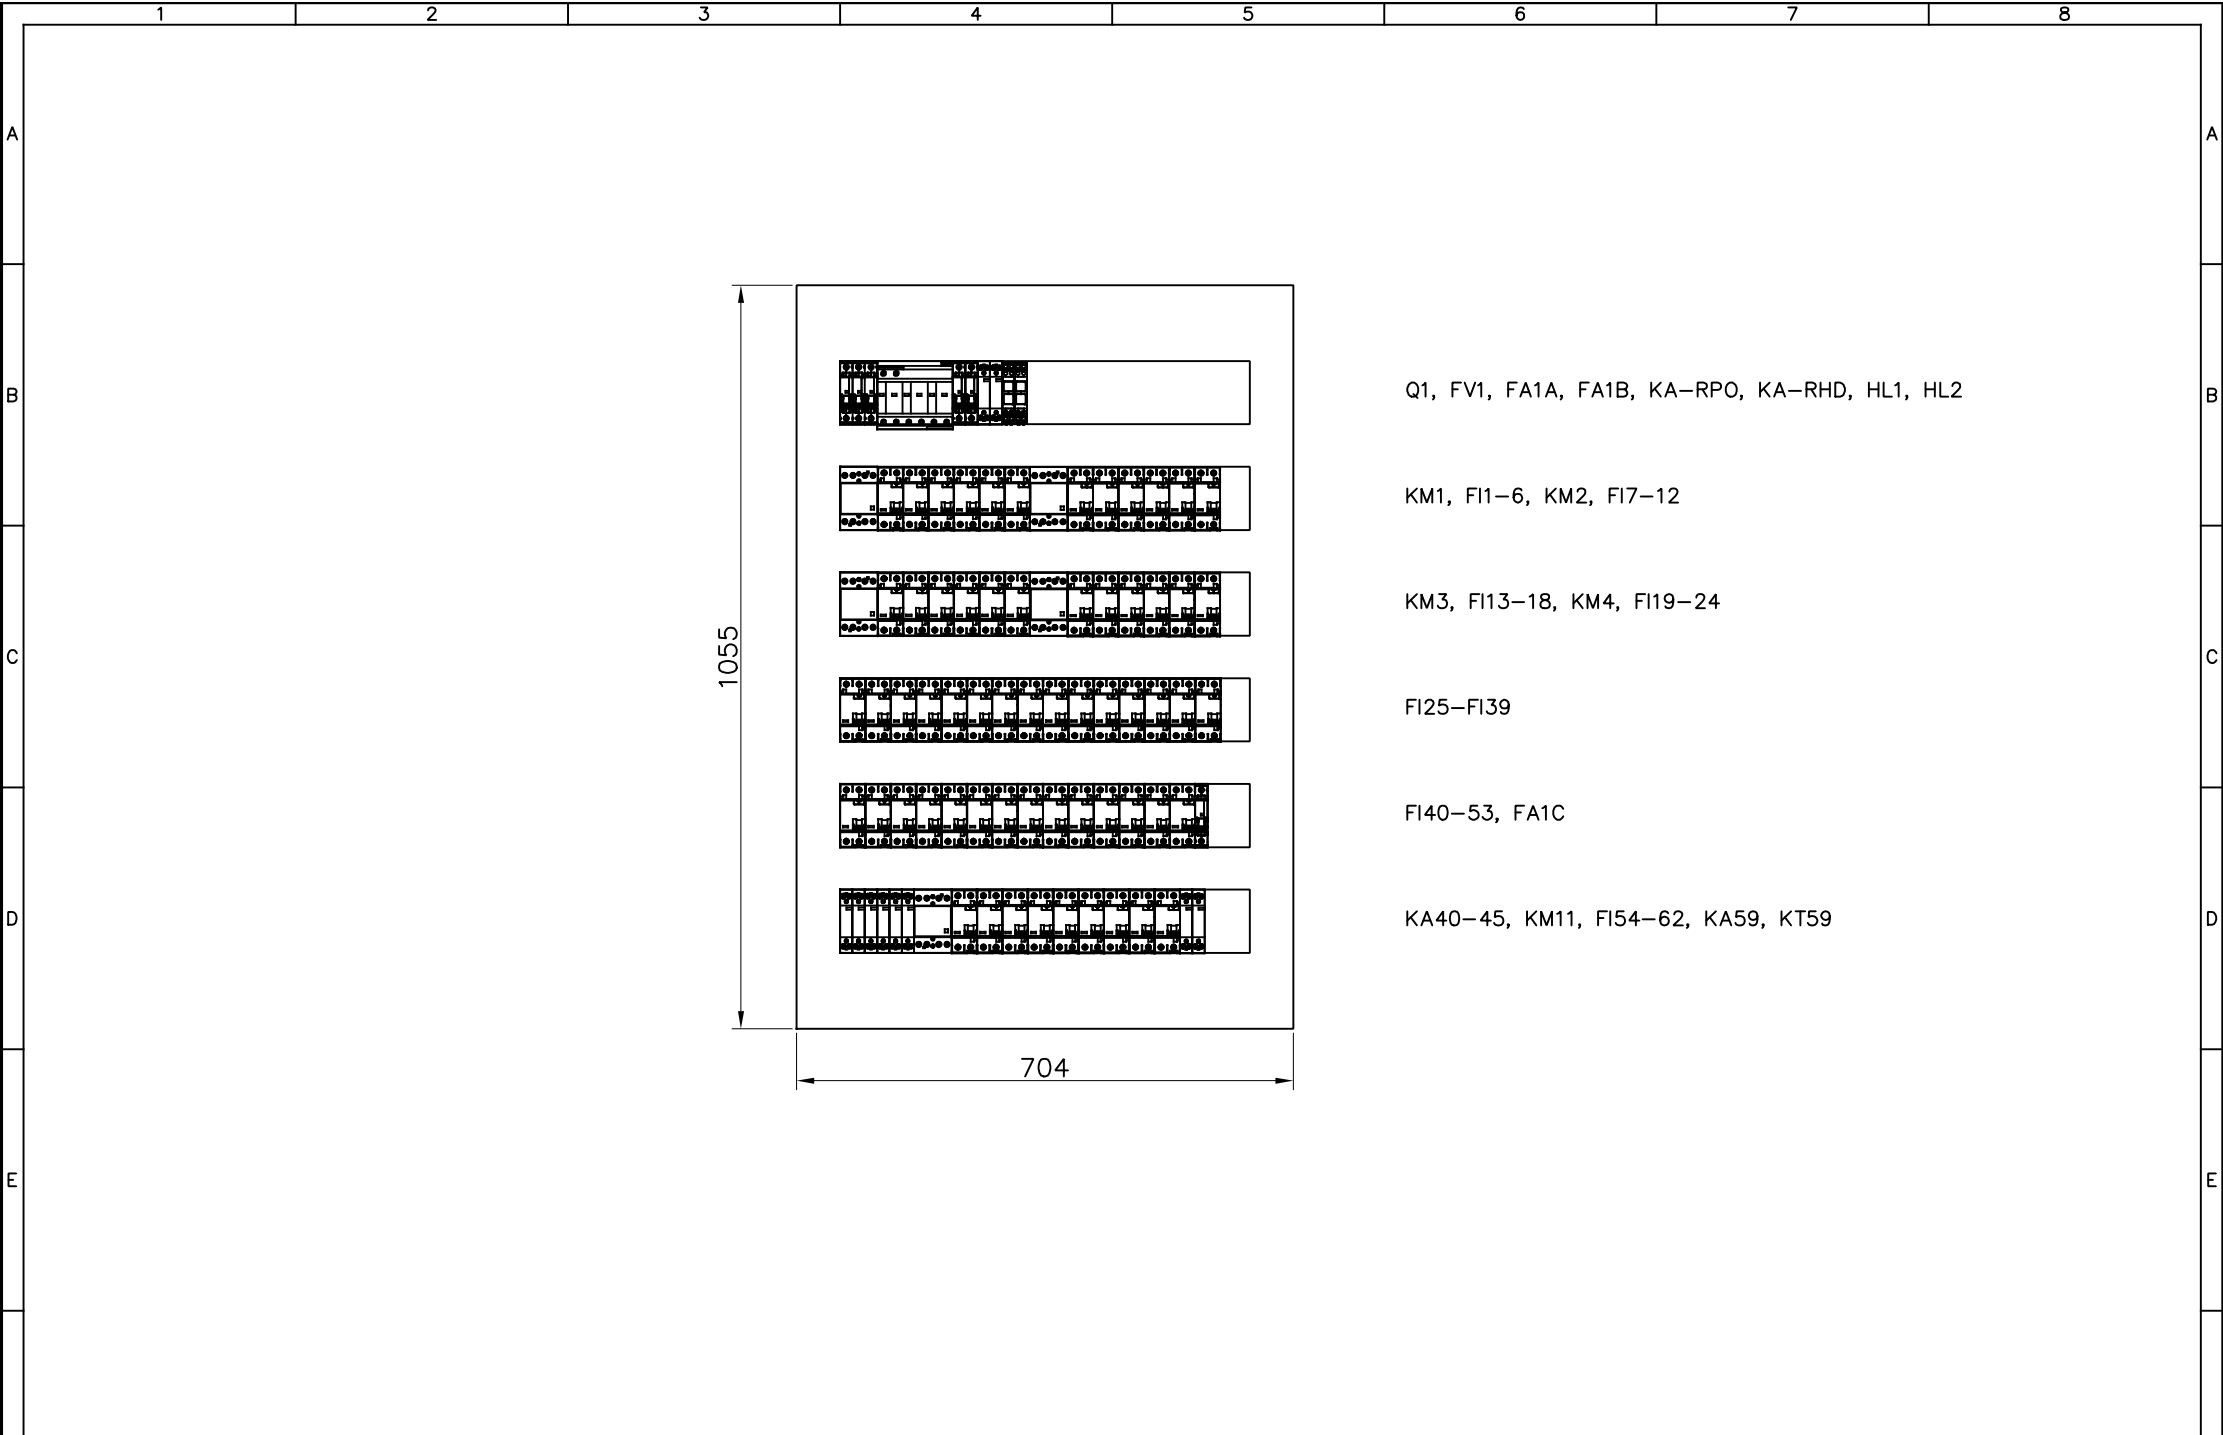 1 2 3 4 5 6 7 8
A A
B Q1, FV1, FA1A, FA1B, KA-RPO, KA-RHD, HL1, HL2 B
KM1, FI1-6, KM2, FI7-12
KM3, FI13-18, KM4, FI19-24
1055
C C
FI25-FI39
FI40-53, FA1C
D KA40-45, KM11, FI54-62, KA59, KT59 D
704
E E